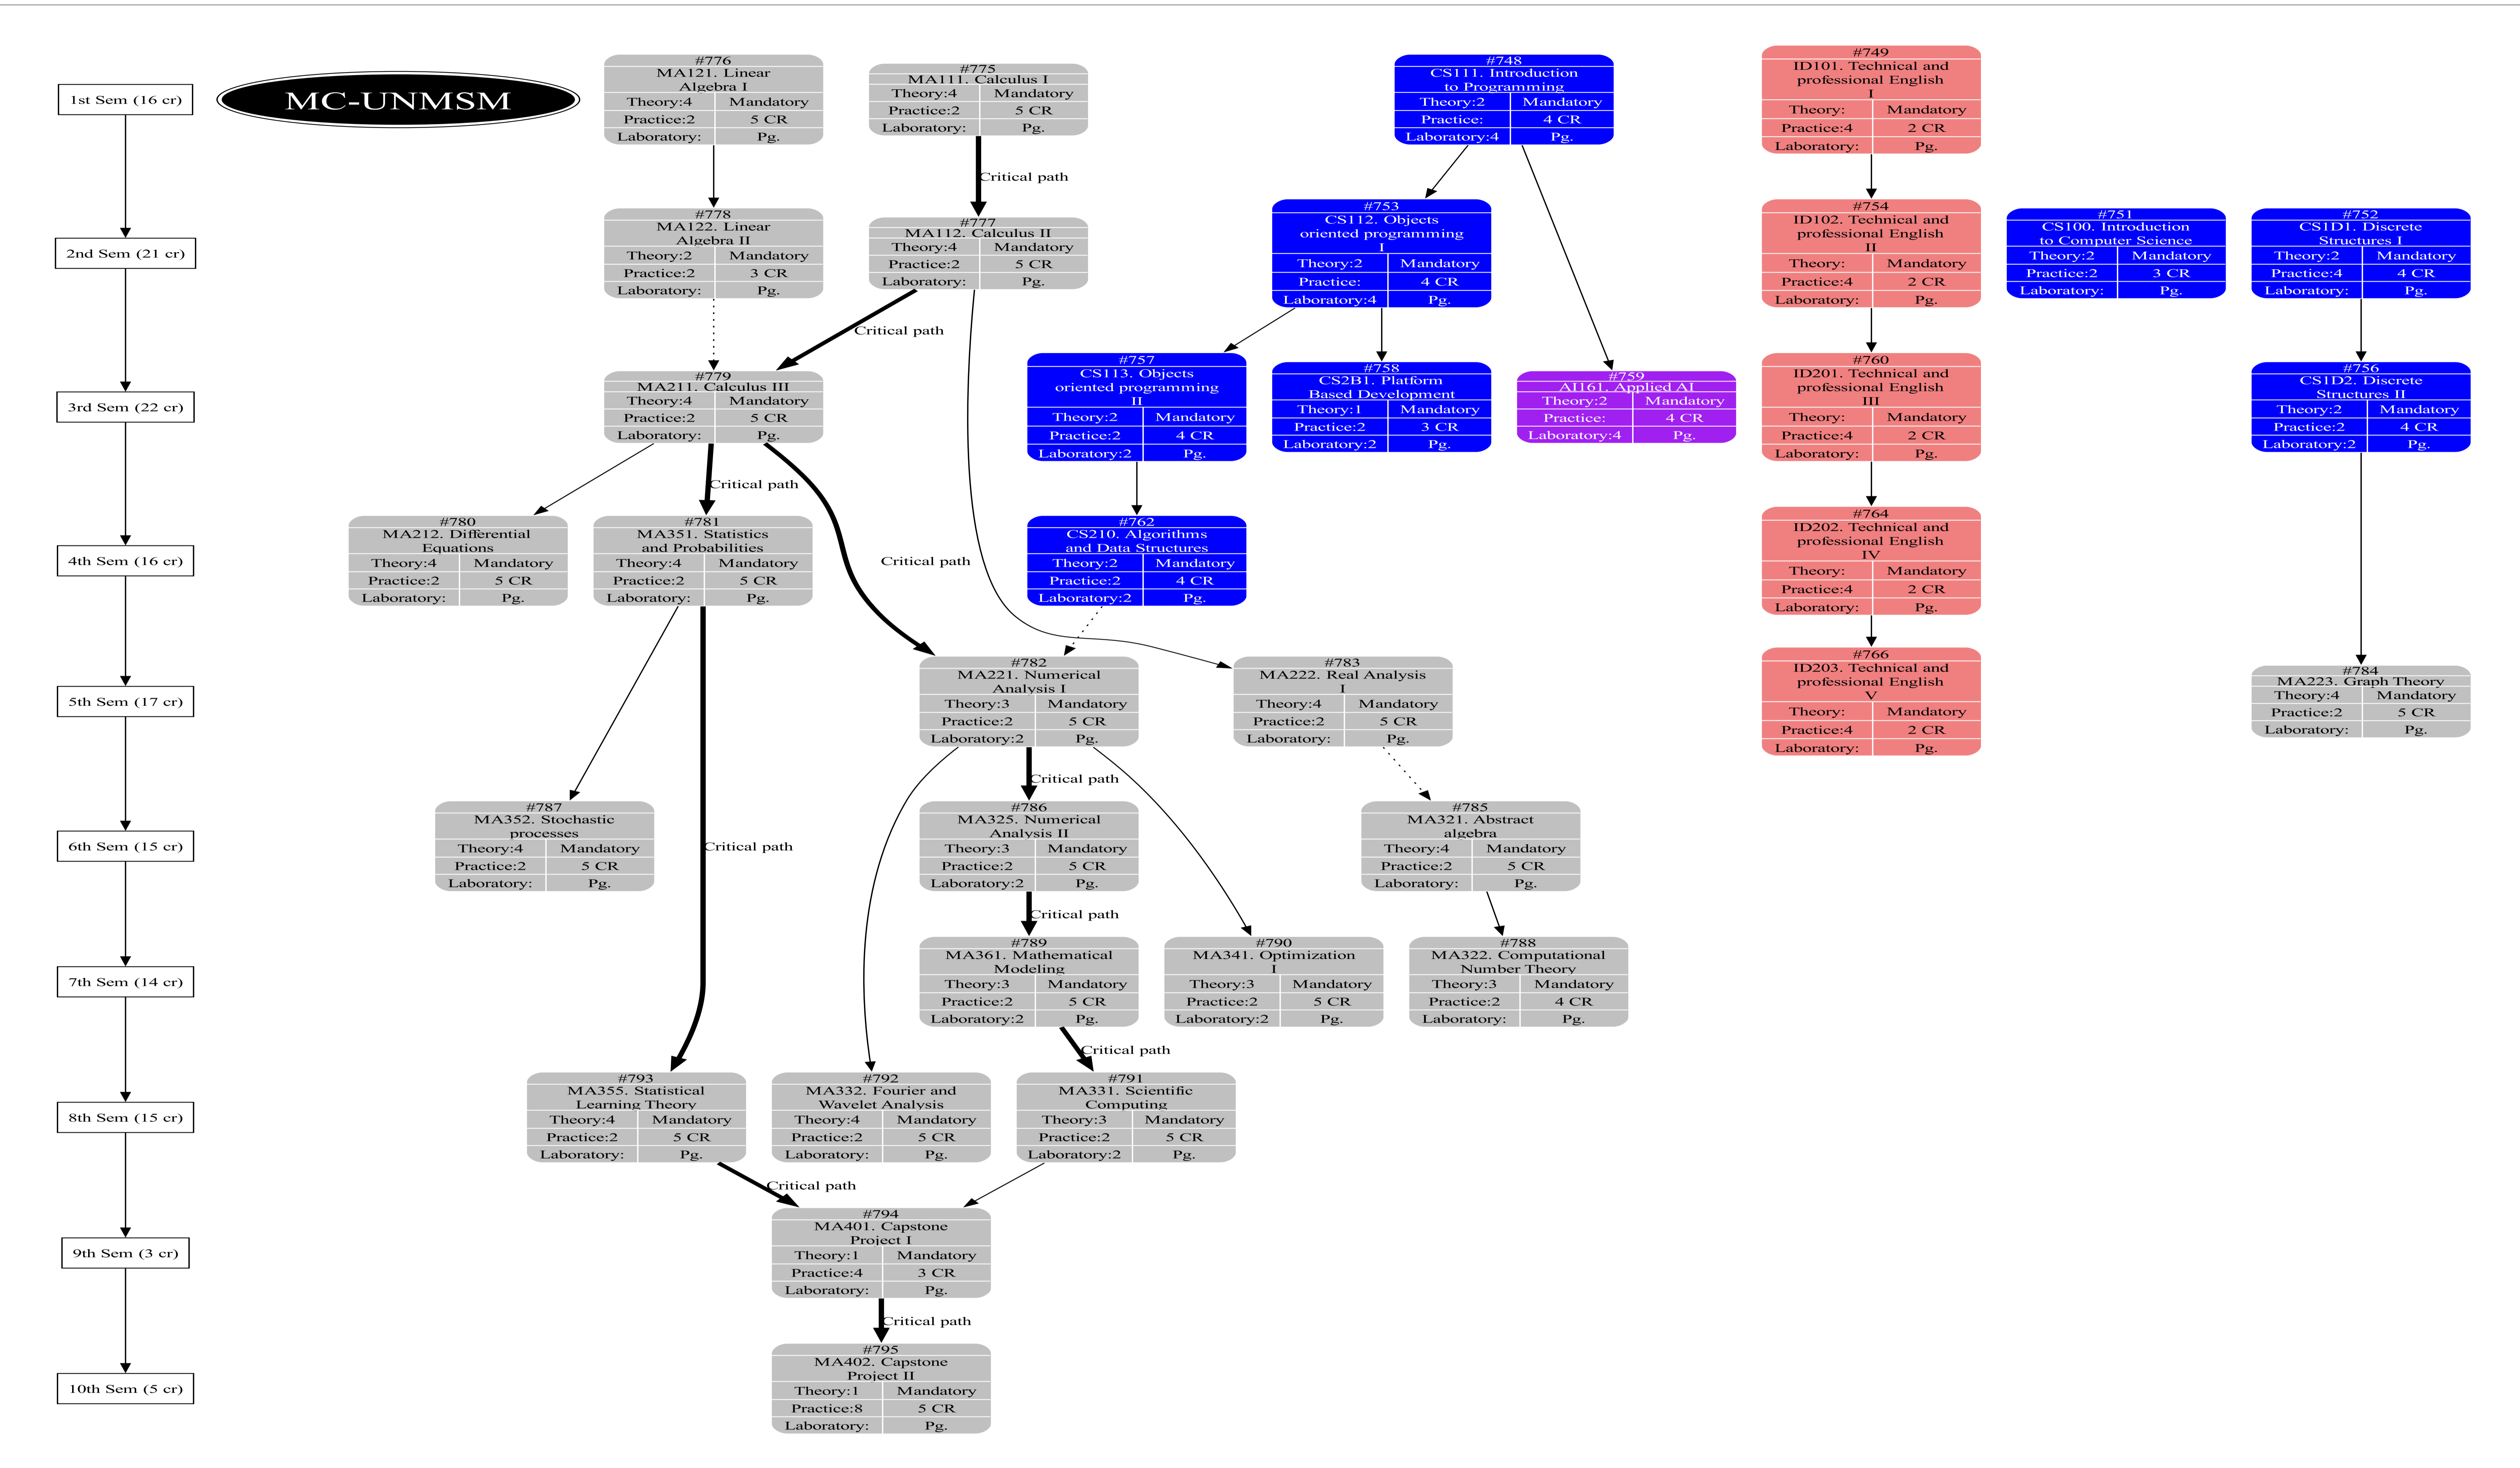 MC-UNMSM
1st Sem (16 cr)
#776
MA121. Linear
Algebra I
Theory:4 Mandatory
Practice:2 5 CR
Laboratory: Pg.
#775
MA111. Calculus I
Theory:4 Mandatory
Practice:2 5 CR
Laboratory: Pg.
#748
CS111. Introduction
to Programming
Theory:2 Mandatory
Practice: 4 CR
Laboratory:4 Pg.
#749
ID101. Technical and
professional English
I
Theory: Mandatory
Practice:4 2 CR
Laboratory: Pg.
Critical path
2nd Sem (21 cr)
#778
MA122. Linear
Algebra II
Theory:2 Mandatory
Practice:2 3 CR
Laboratory: Pg.
#777
MA112. Calculus II
Theory:4 Mandatory
Practice:2 5 CR
Laboratory: Pg.
#753
CS112. Objects
oriented programming
I
Theory:2 Mandatory
Practice: 4 CR
Laboratory:4 Pg.
#754
ID102. Technical and
professional English
II
Theory: Mandatory
Practice:4 2 CR
Laboratory: Pg.
#751
CS100. Introduction
to Computer Science
Theory:2 Mandatory
Practice:2 3 CR
Laboratory: Pg.
#752
CS1D1. Discrete
Structures I
Theory:2 Mandatory
Practice:4 4 CR
Laboratory: Pg.
Critical path
3rd Sem (22 cr)
#779
MA211. Calculus III
Theory:4 Mandatory
Practice:2 5 CR
Laboratory: Pg.
#757
CS113. Objects
oriented programming
II
Theory:2 Mandatory
Practice:2 4 CR
Laboratory:2 Pg.
#758
CS2B1. Platform
Based Development
Theory:1 Mandatory
Practice:2 3 CR
Laboratory:2 Pg.
#759
AI161. Applied AI
Theory:2 Mandatory
Practice: 4 CR
Laboratory:4 Pg.
#760
ID201. Technical and
professional English
III
Theory: Mandatory
Practice:4 2 CR
Laboratory: Pg.
#756
CS1D2. Discrete
Structures II
Theory:2 Mandatory
Practice:2 4 CR
Laboratory:2 Pg.
Critical path
4th Sem (16 cr)
#780
MA212. Differential
Equations
Theory:4 Mandatory
Practice:2 5 CR
Laboratory: Pg.
#781
MA351. Statistics
and Probabilities
Theory:4 Mandatory
Practice:2 5 CR
Laboratory: Pg.
Critical path
#762
CS210. Algorithms
and Data Structures
Theory:2 Mandatory
Practice:2 4 CR
Laboratory:2 Pg.
#764
ID202. Technical and
professional English
IV
Theory: Mandatory
Practice:4 2 CR
Laboratory: Pg.
5th Sem (17 cr)
#782
MA221. Numerical
Analysis I
Theory:3 Mandatory
Practice:2 5 CR
Laboratory:2 Pg.
#783
MA222. Real Analysis
I
Theory:4 Mandatory
Practice:2 5 CR
Laboratory: Pg.
#766
ID203. Technical and
professional English
V
Theory: Mandatory
Practice:4 2 CR
Laboratory: Pg.
#784
MA223. Graph Theory
Theory:4 Mandatory
Practice:2 5 CR
Laboratory: Pg.
Critical path
6th Sem (15 cr)
#787
MA352. Stochastic
processes
Theory:4 Mandatory
Practice:2 5 CR
Laboratory: Pg.
Critical path
#786
MA325. Numerical
Analysis II
Theory:3 Mandatory
Practice:2 5 CR
Laboratory:2 Pg.
#785
MA321. Abstract
algebra
Theory:4 Mandatory
Practice:2 5 CR
Laboratory: Pg.
Critical path
7th Sem (14 cr)
#789
MA361. Mathematical
Modeling
Theory:3 Mandatory
Practice:2 5 CR
Laboratory:2 Pg.
#790
MA341. Optimization
I
Theory:3 Mandatory
Practice:2 5 CR
Laboratory:2 Pg.
#788
MA322. Computational
Number Theory
Theory:3 Mandatory
Practice:2 4 CR
Laboratory: Pg.
Critical path
8th Sem (15 cr)
#793
MA355. Statistical
Learning Theory
Theory:4 Mandatory
Practice:2 5 CR
Laboratory: Pg.
#792
MA332. Fourier and
Wavelet Analysis
Theory:4 Mandatory
Practice:2 5 CR
Laboratory: Pg.
#791
MA331. Scientific
Computing
Theory:3 Mandatory
Practice:2 5 CR
Laboratory:2 Pg.
Critical path
9th Sem (3 cr)
#794
MA401. Capstone
Project I
Theory:1 Mandatory
Practice:4 3 CR
Laboratory: Pg.
Critical path
10th Sem (5 cr)
#795
MA402. Capstone
Project II
Theory:1 Mandatory
Practice:8 5 CR
Laboratory: Pg.